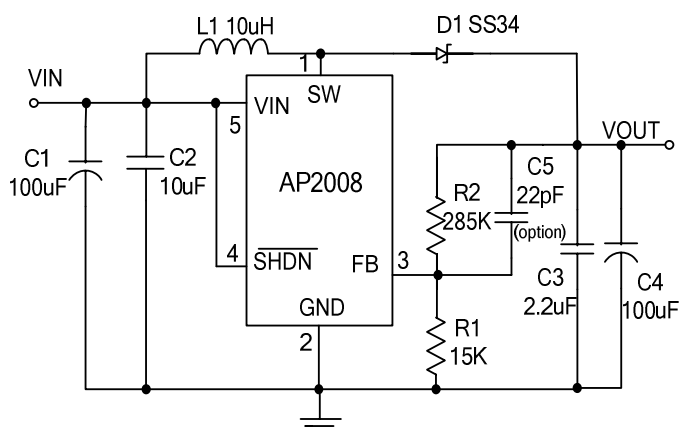 L1 10uH
D1 SS34
1
SW
VIN
VIN
5
VOUT
C1
100uF
C2
10uF
AP2008
R2
285K
C5
22pF
(option)
4
SHDN
FB
3
C3
2.2uF
C4
100uF
GND
2
R1
15K